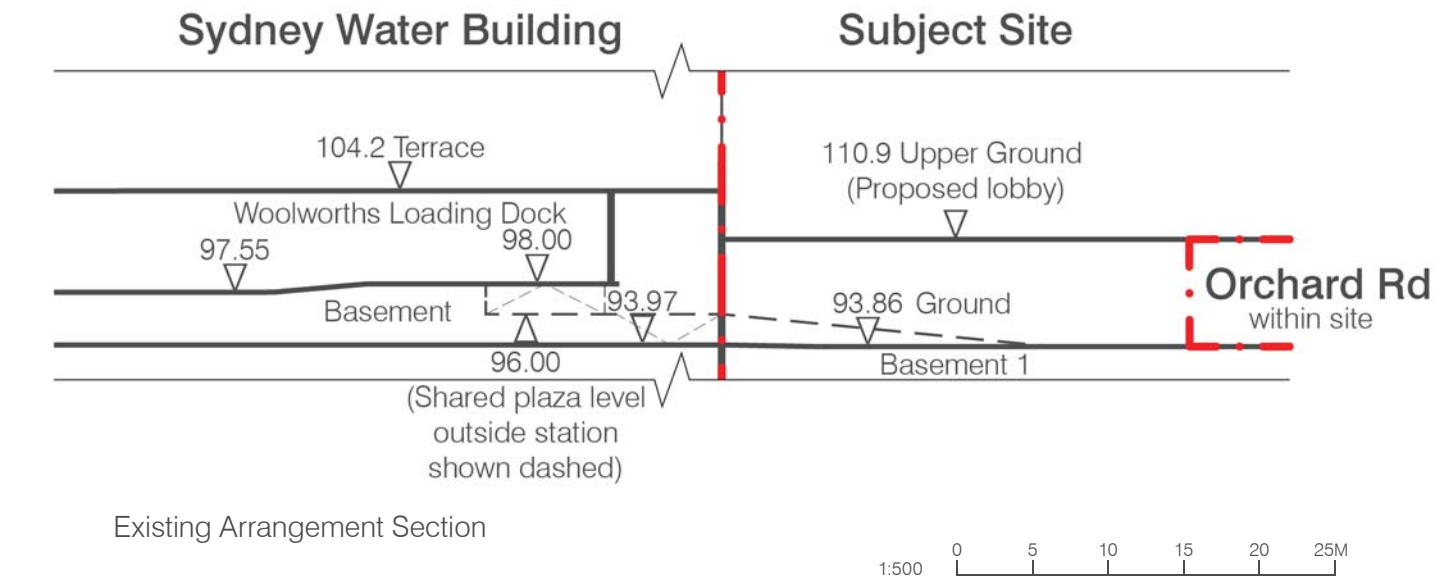 Sydney Water Building
Subject Site
104.2 Terrace
110.9 Upper Ground
(Proposed lobby)
Woolworths Loading Dock
97.55
98.00
Basement
93.97
93.86 Ground
Orchard Rd
within site
96.00
Basement 1
(Shared plaza level
outside station
shown dashed)
Existing Arrangement Section
1:500
0 5 10 15 20 25M